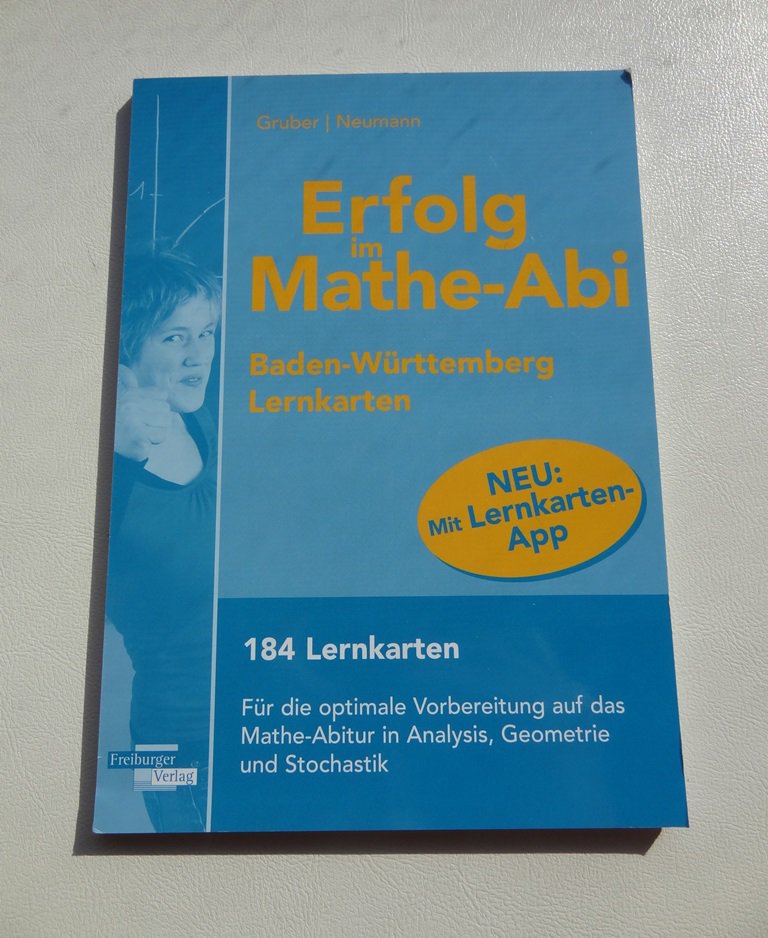 Gruber | Neumann
Erfolg
im
Mathe-Abi
Baden-Württemberg
Lernkarten
NEU:
Mit Lernkarten-
App
184 Lernkarten
Für die optimale Vorbereitung auf das
Mathe-Abitur in Analysis, Geometrie
und Stochastik
Freiburger
Verlag
1